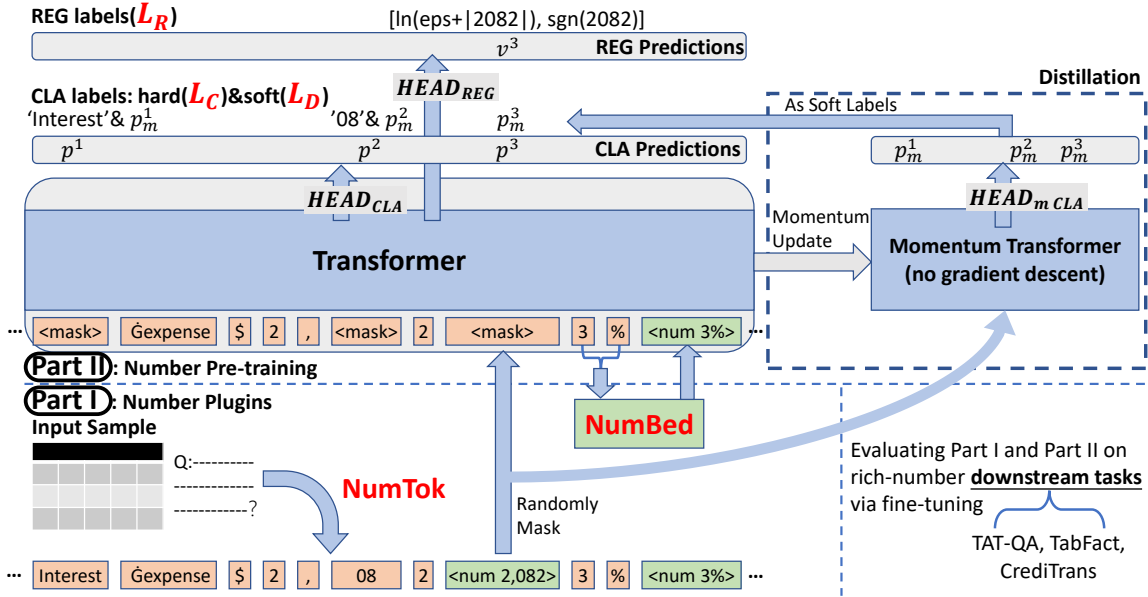 REG labels(L_R)
[ln(eps+|2082|), sgn(2082)]
v^3 REG Predictions
HEAD_REG
Distillation
CLA labels: hard(L_C)&soft(L_D)
As Soft Labels
'Interest'& p_m^1 '08'& p_m^2 p_m^3
p^1 p^2 p^3 CLA Predictions
p_m^1 p_m^2 p_m^3
HEAD_CLA
HEAD_m CLA
Momentum
Update
Transformer
Momentum Transformer
(no gradient descent)
... <mask> Ġexpense $ 2 , <mask> 2 <mask> 3 % <num 3%> ...
Part II : Number Pre-training
Part I : Number Plugins
Input Sample
NumBed
Q:----------
------------
-----------?
NumTok
Randomly
Mask
Evaluating Part I and Part II on
rich-number downstream tasks
via fine-tuning
TAT-QA, TabFact,
CrediTrans
... Interest Ġexpense $ 2 , 08 2 <num 2,082> 3 % <num 3%> ...